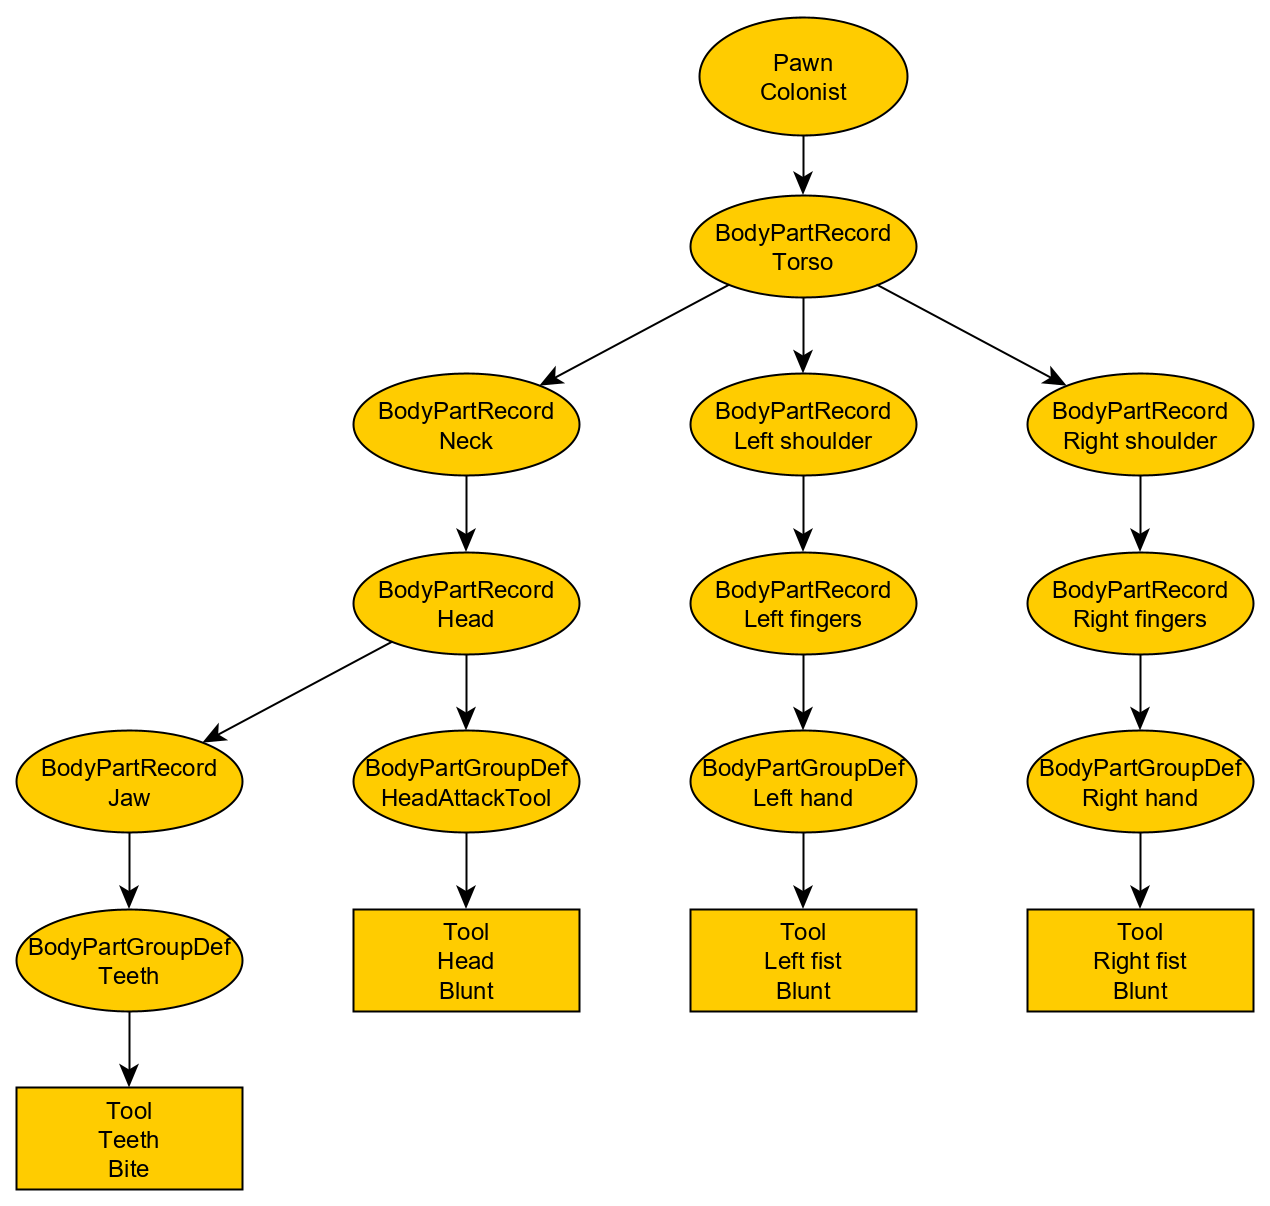 Pawn
Colonist
BodyPartRecord
Torso
BodyPartRecord
Neck
BodyPartRecord
Left shoulder
BodyPartRecord
Right shoulder
BodyPartRecord
Head
BodyPartRecord
Left fingers
BodyPartRecord
Right fingers
BodyPartRecord
Jaw
BodyPartGroupDef
HeadAttackTool
BodyPartGroupDef
Left hand
BodyPartGroupDef
Right hand
BodyPartGroupDef
Teeth
Tool
Head
Blunt
Tool
Left fist
Blunt
Tool
Right fist
Blunt
Tool
Teeth
Bite